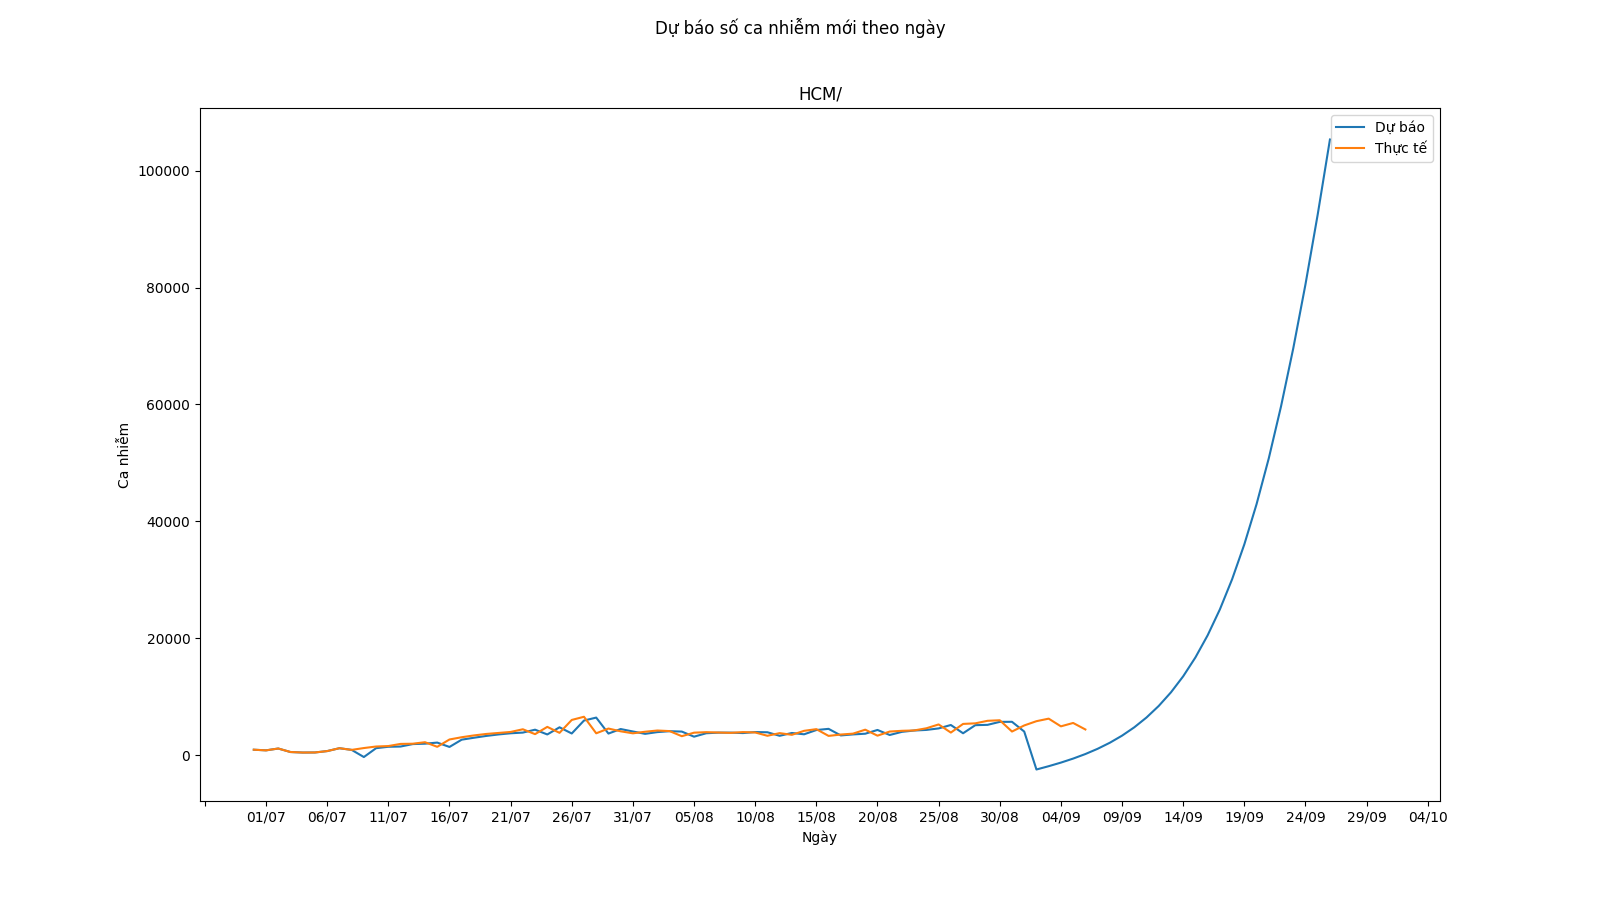 Dự báo số ca nhiễm mới theo ngày
HCM/
Dự báo
Thực tế
100000
80000
60000
40000
20000
0
Ca nhiễm
01/07 06/07 11/07 16/07 21/07 26/07 31/07 05/08 10/08 15/08 20/08 25/08 30/08 04/09 09/09 14/09 19/09 24/09 29/09 04/10
Ngày